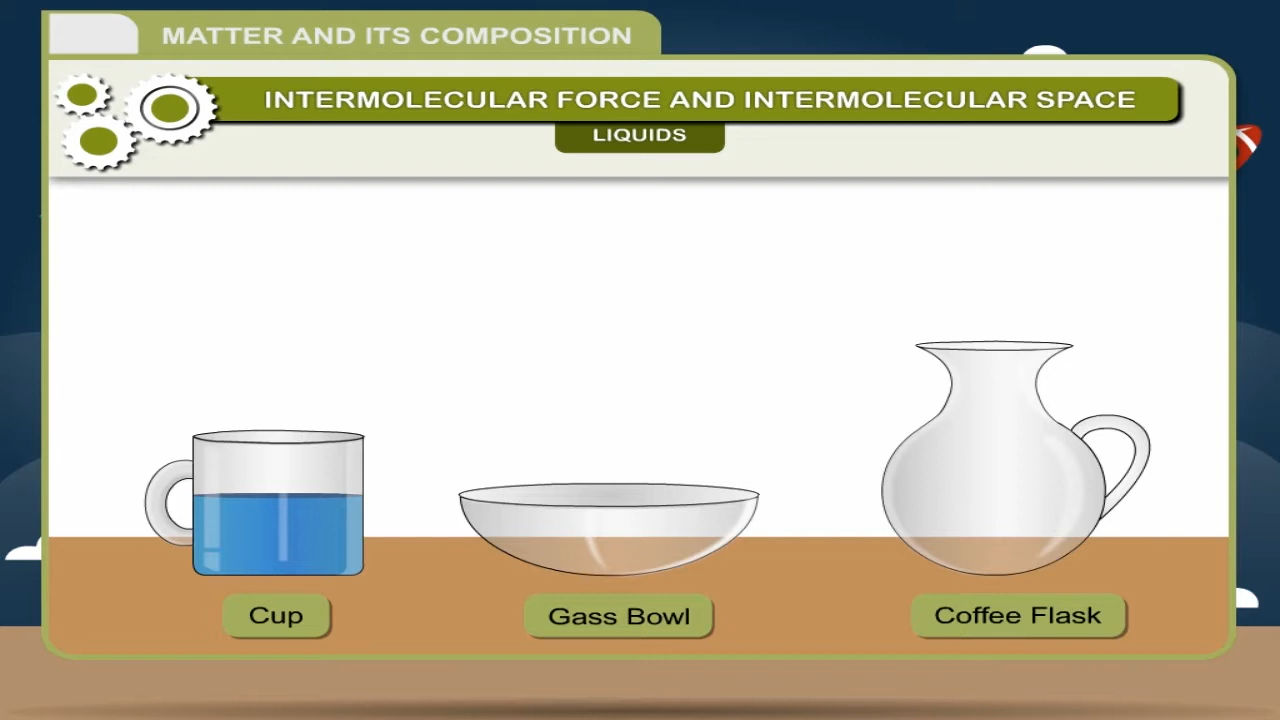 MATTER AND ITS COMPOSITION
INTERMOLECULAR FORCE AND INTERMOLECULAR SPACE
LIQUIDS
Cup
Gass Bowl
Coffee Flask